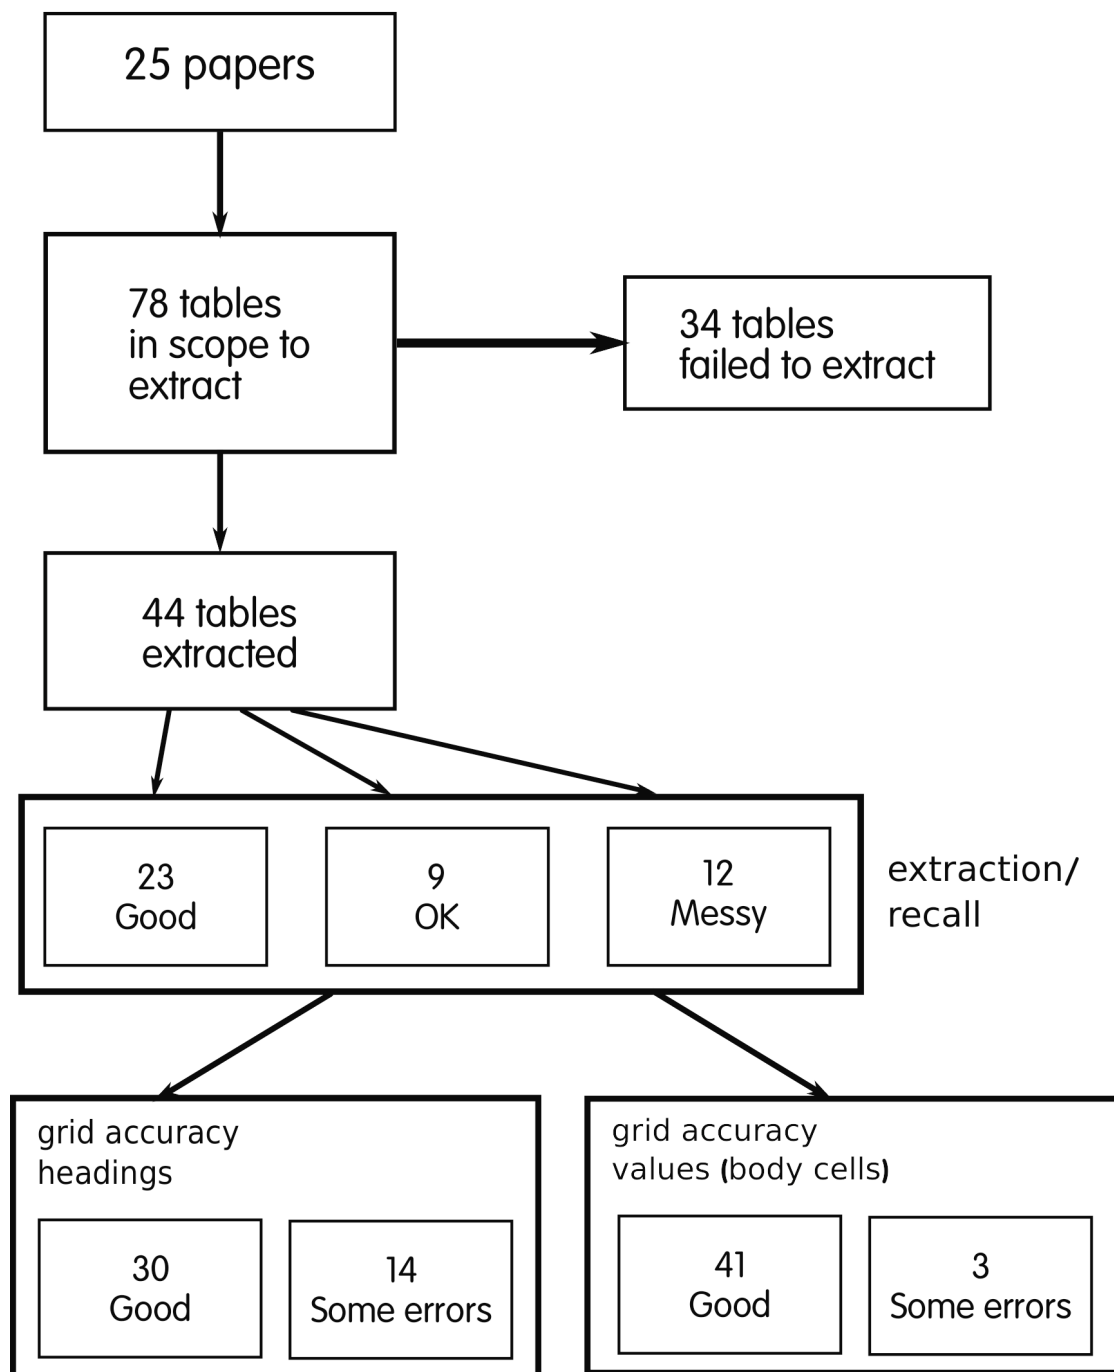 25 papers
78 tables
in scope to
extract
34 tables
failed to extract
44 tables
extracted
23
Good
9
OK
12
Messy
extraction/
recall
grid accuracy
headings
30
Good
14
Some errors
grid accuracy
values (body cells)
41
Good
3
Some errors